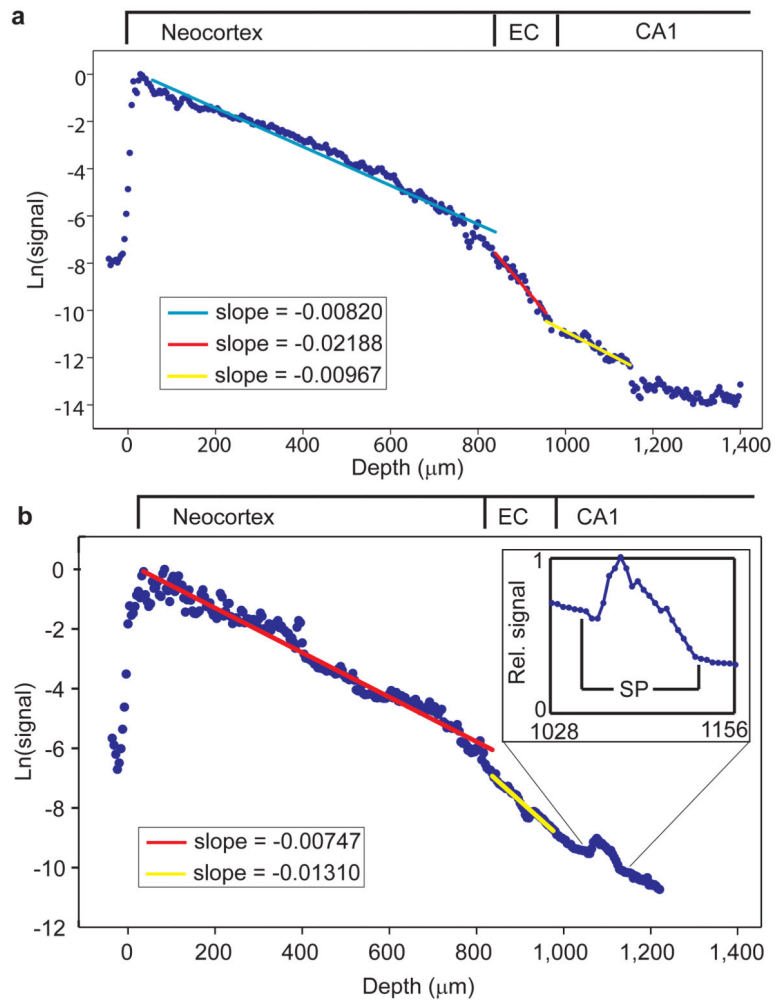 a
Neocortex EC CA1
0
-2
-4
-6
-8
-10
-12
-14
Ln(signal)
slope = -0.00820
slope = -0.02188
slope = -0.00967
0 200 400 600 800 1000 1,200 1,400
Depth (μm)
b
Neocortex EC CA1
0
-2
-4
-6
-8
-10
-12
Ln(signal)
1
Rel. signal
SP
0
1028 1156
slope = -0.00747
slope = -0.01310
0 200 400 600 800 1,000 1,200 1,400
Depth (μm)